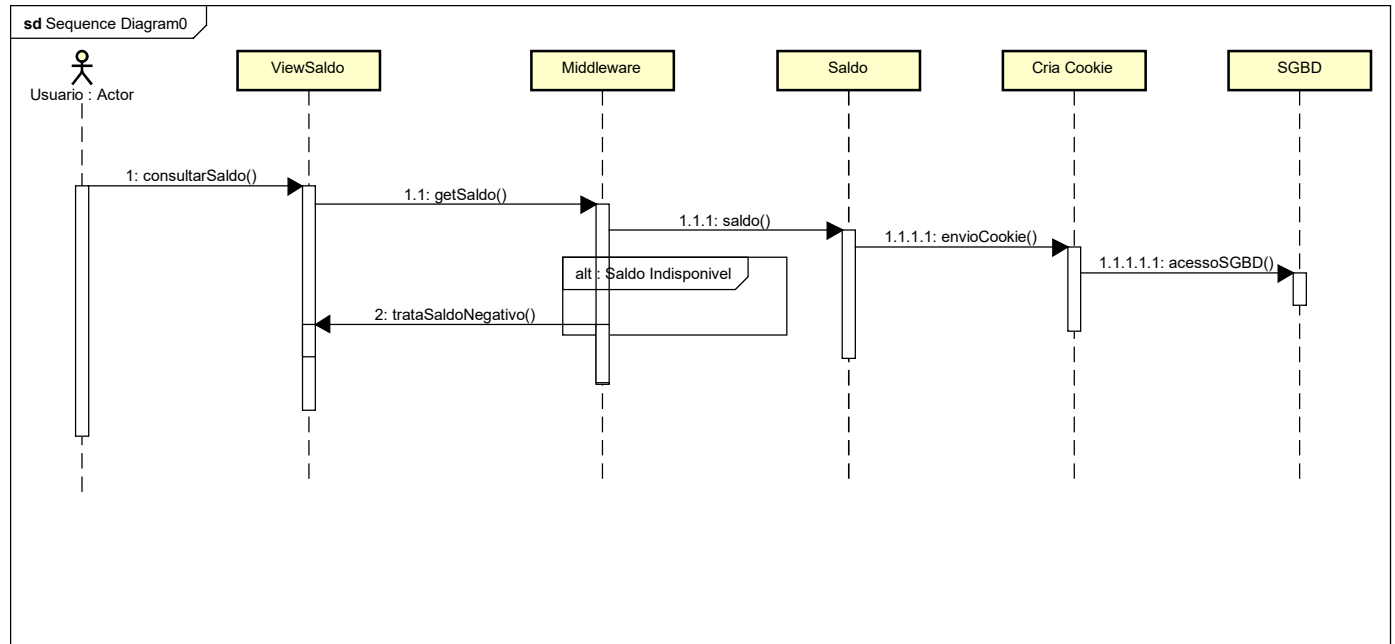 sd Sequence Diagram0
Usuario : Actor
ViewSaldo
Middleware
Saldo
Cria Cookie
SGBD
1: consultarSaldo()
1.1: getSaldo()
1.1.1: saldo()
1.1.1.1: envioCookie()
1.1.1.1.1: acessoSGBD()
alt : Saldo Indisponivel
2: trataSaldoNegativo()